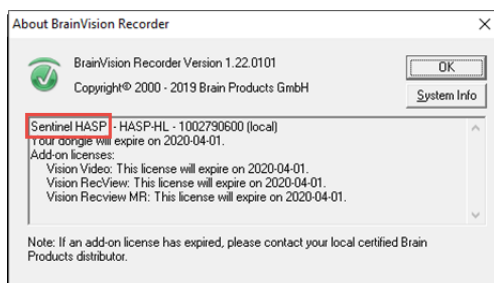 About BrainVision Recorder
BrainVision Recorder Version 1.22.0101
OK
Copyright© 2000 - 2019 Brain Products GmbH
System Info
Sentinel HASP - HASP-HL - 1002790600 (local)
Your dongle will expire on 2020-04-01.
Add-on licenses:
Vision Video: This license will expire on 2020-04-01.
Vision RecView: This license will expire on 2020-04-01.
Vision Recview MR: This license will expire on 2020-04-01.
Note: If an add-on license has expired, please contact your local certified Brain
Products distributor.